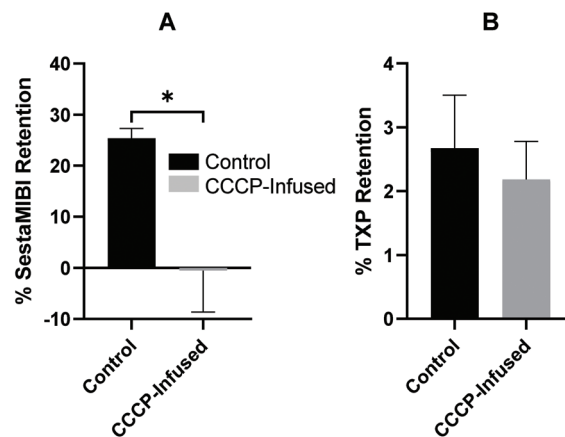 A
% SestaMIBI Retention
40
30
20
10
0
-10
*
Control
CCCP-Infused
Control
CCCP-Infused
B
% TXP Retention
4
3
2
1
0
Control
CCCP-Infused